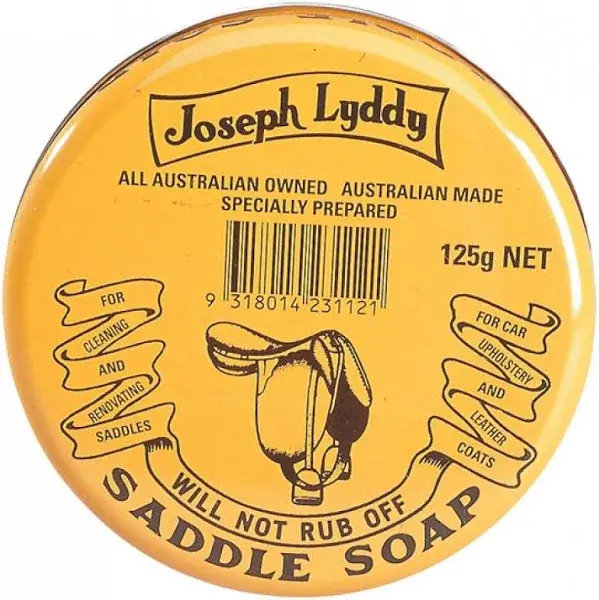 Joseph Lyddy
ALL AUSTRALIAN OWNED AUSTRALIAN MADE
SPECIALLY PREPARED
125g NET
9 318014 231121
FOR
CLEANING
AND
RENOVATING
SADDLES
FOR CAR
UPHOLSTERY
AND
LEATHER
COATS
WILL NOT RUB OFF
SADDLE SOAP